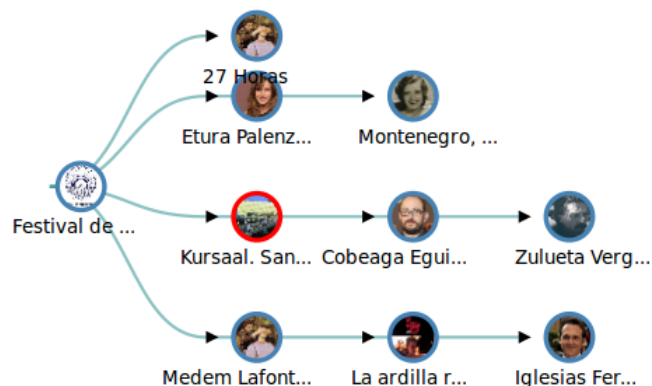 27 Horas
Etura Palenz...
Montenegro, ...
Festival de ...
Kursaal. San...
Cobeaga Egui...
Zulueta Verg...
Medem Lafont...
La ardilla r...
Iglesias Fer...